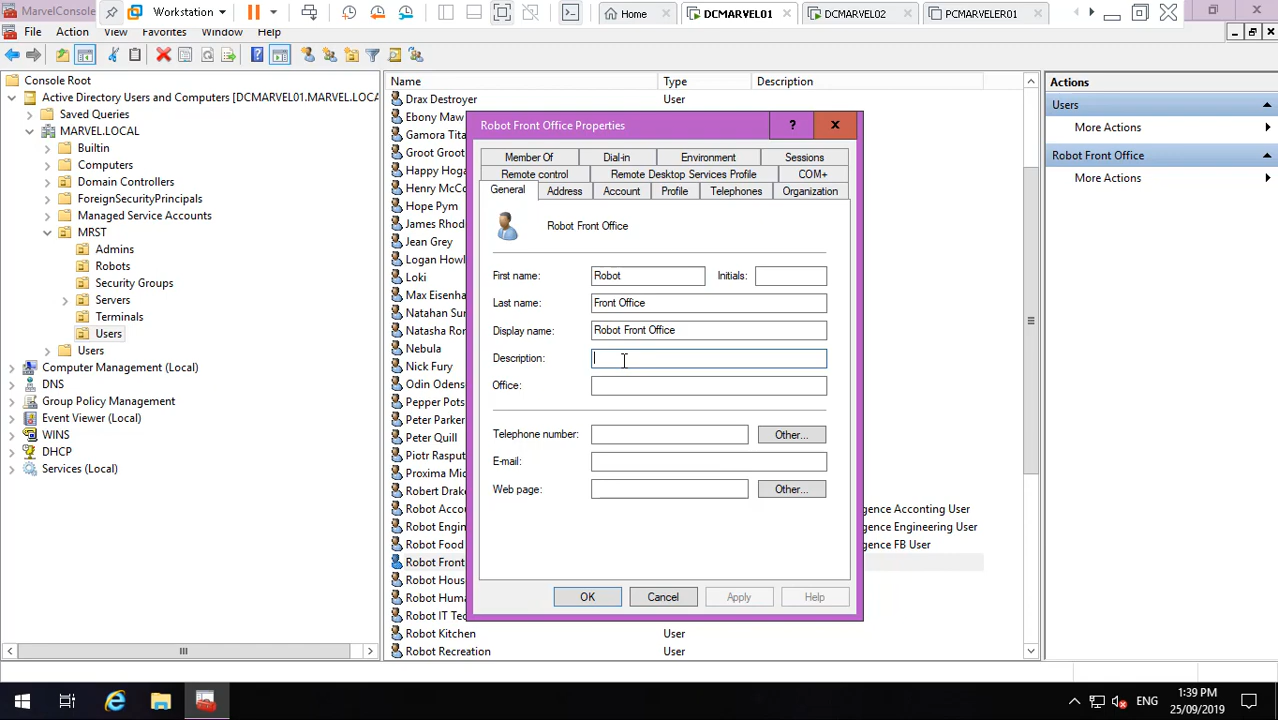 MarvelConsole
Workstation
Home
DCMARVEL01
DCMARVEL02
PCMARVELER01
File Action View Favorites Window Help
Console Root
Active Directory Users and Computers [DCMARVEL01.MARVEL.LOCA
Saved Queries
MARVEL.LOCAL
Builtin
Computers
Domain Controllers
ForeignSecurityPrincipals
Managed Service Accounts
MRST
Admins
Robots
Security Groups
Servers
Terminals
Users
Users
Computer Management (Local)
DNS
Group Policy Management
Event Viewer (Local)
WINS
DHCP
Services (Local)
Name Type Description
Drax Destroyer User
Ebony Maw
Gamora Tita
Groot Groot
Happy Hoga
Henry McCo
Hope Pym
James Rhod
Jean Grey
Logan Howl
Loki
Max Eisenha
Natahan Sur
Natasha Ror
Nebula
Nick Fury
Odin Odens
Pepper Pots
Peter Parker
Peter Quill
Piotr Rasput
Proxima Mid
Robert Drake
Robot Accou gence Acconting User
Robot Engin gence Engineering User
Robot Food gence FB User
Robot Front
Robot Hous
Robot Huma
Robot IT Tec
Robot Kitchen User
Robot Recreation User
Robot Front Office Properties
?
Member Of Dial-in Environment Sessions
Remote control Remote Desktop Services Profile COM+
General Address Account Profile Telephones Organization
Robot Front Office
First name: Robot Initials:
Last name: Front Office
Display name: Robot Front Office
Description:
Office:
Telephone number: Other...
E-mail:
Web page: Other...
OK Cancel Apply Help
Actions
Users
More Actions
Robot Front Office
More Actions
ENG
1:39 PM
25/09/2019